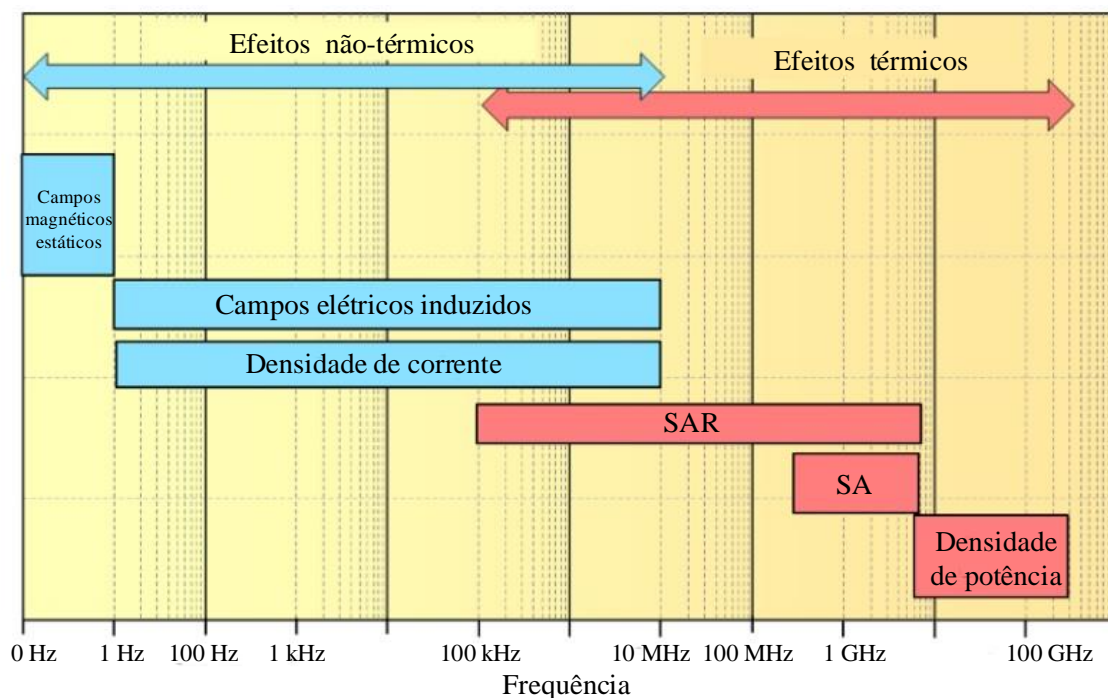 Efeitos não-térmicos
Efeitos térmicos
Campos
magnéticos
estáticos
Campos elétricos induzidos
Densidade de corrente
SAR
SA
Densidade
de potência
0 Hz 1 Hz 100 Hz 1 kHz 100 kHz 10 MHz 100 MHz 1 GHz 100 GHz
Frequência